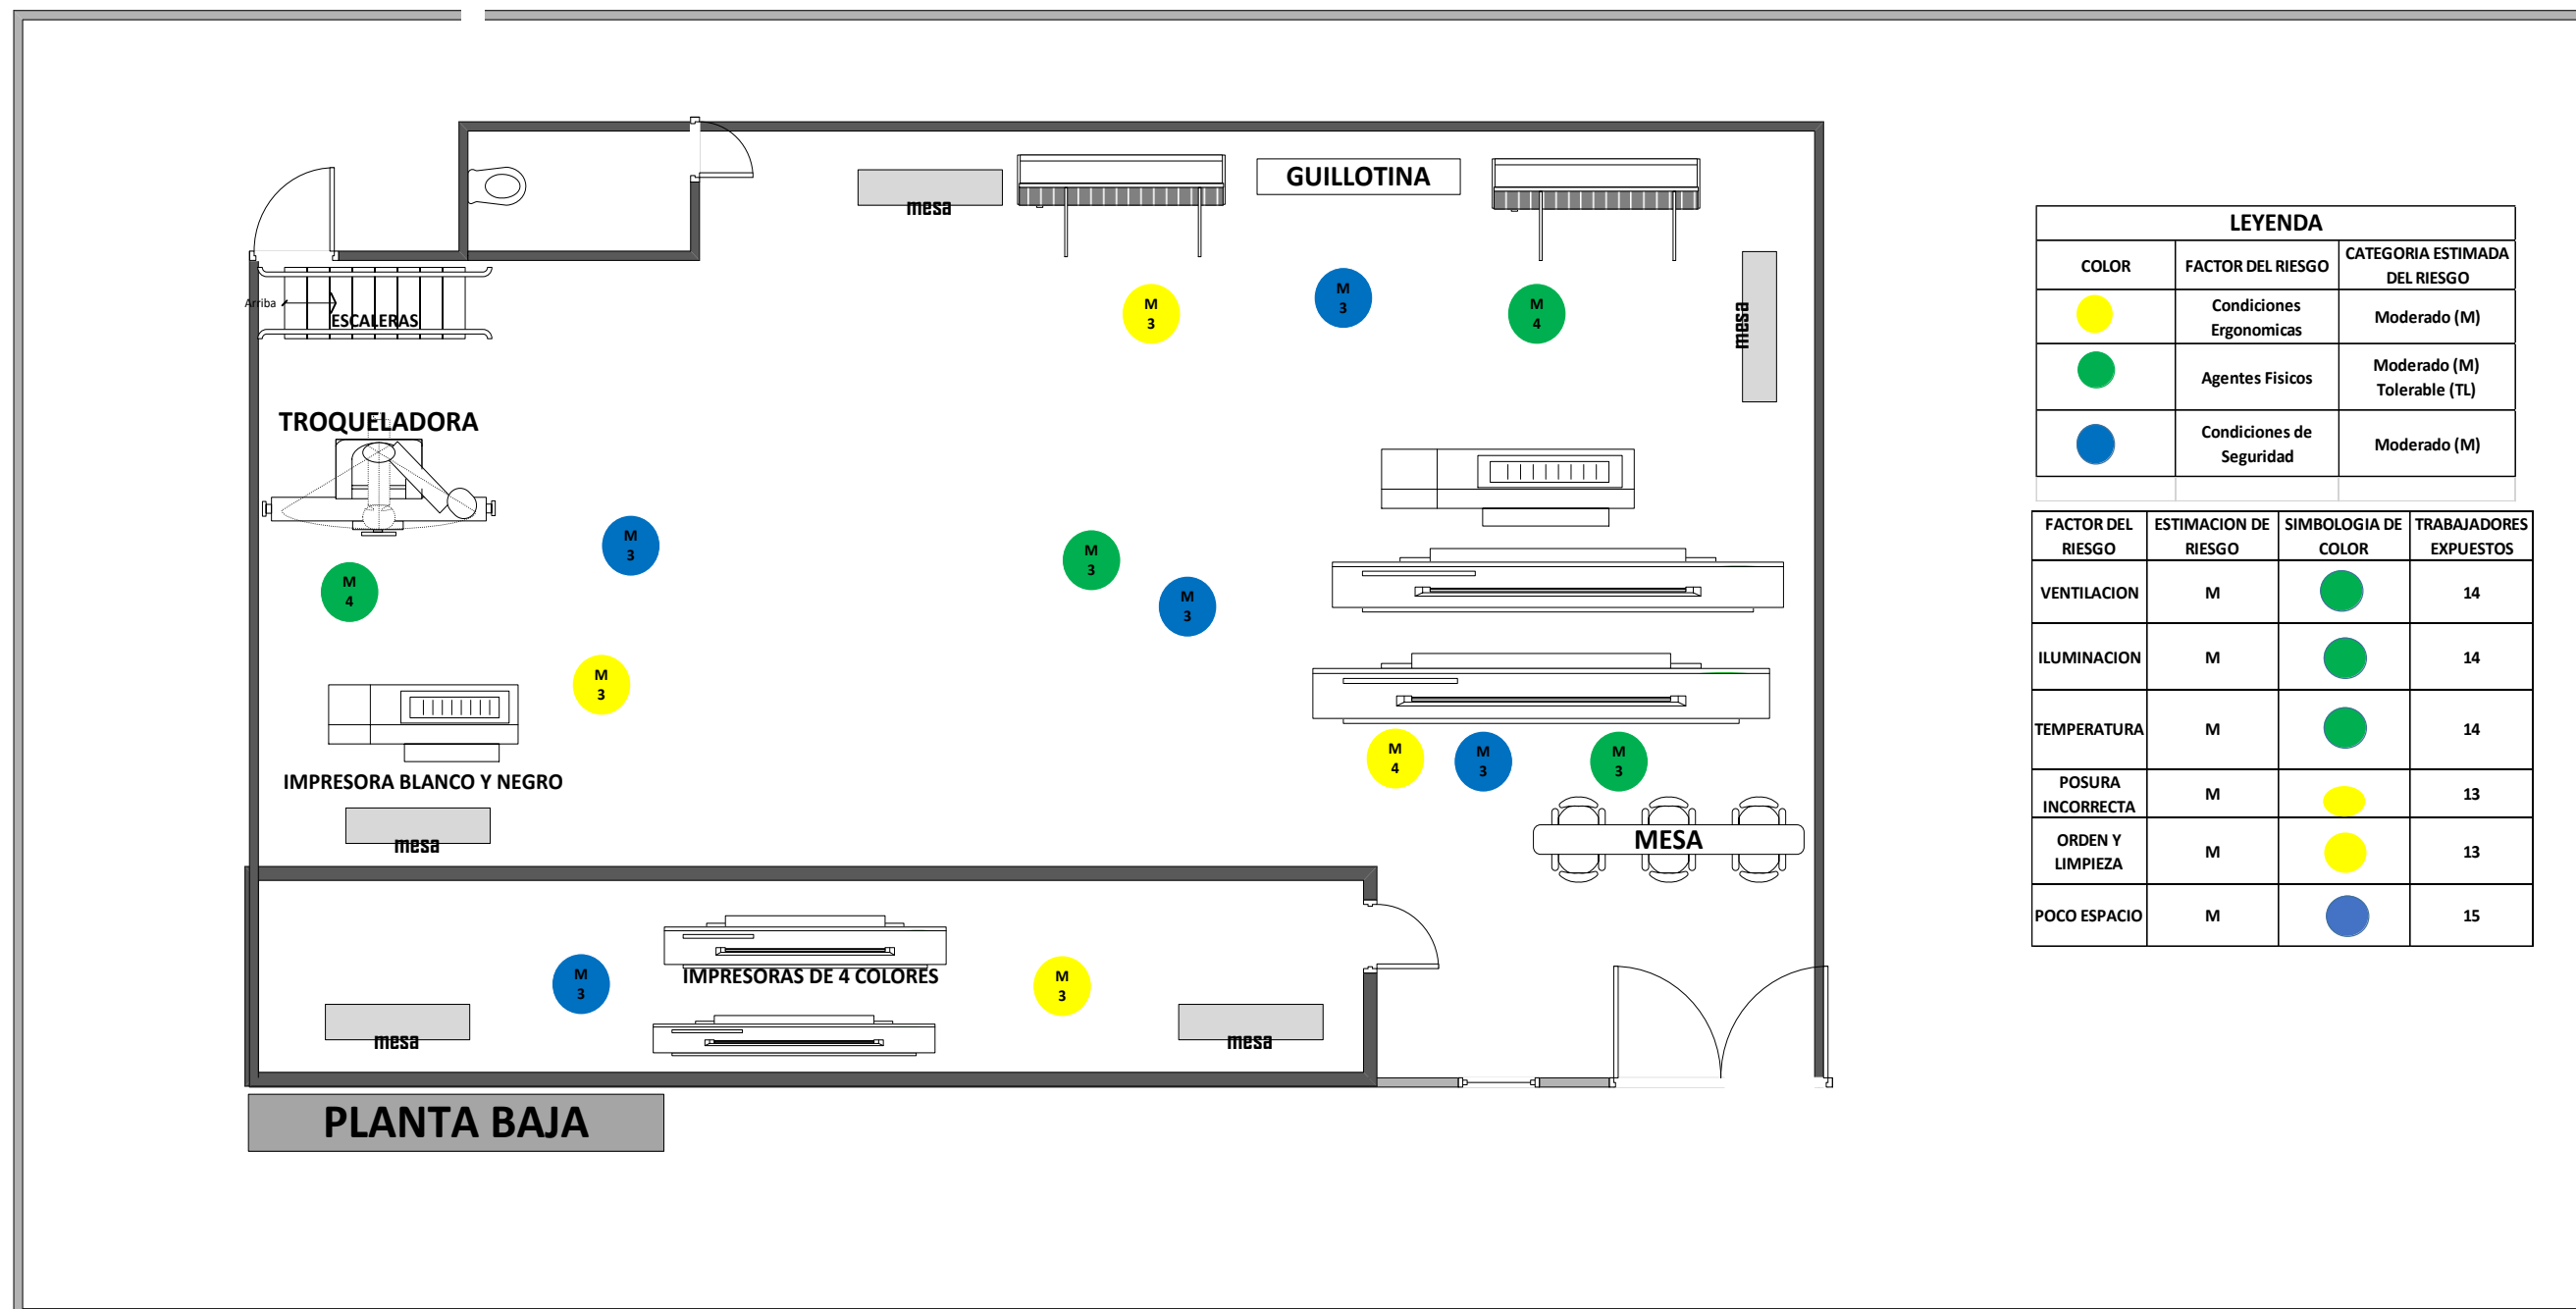 mesa
GUILLOTINA
mesa
Arriba
ESCALERAS
M
3
M
3
M
4
TROQUELADORA
M
3
M
4
M
3
M
3
M
3
IMPRESORA BLANCO Y NEGRO
mesa
M
4
M
3
M
3
MESA
M
3
IMPRESORAS DE 4 COLORES
M
3
mesa
mesa
PLANTA BAJA
LEYENDA
COLOR FACTOR DEL RIESGO CATEGORIA ESTIMADA
DEL RIESGO
Condiciones
Ergonomicas
Moderado (M)
Agentes Fisicos
Moderado (M)
Tolerable (TL)
Condiciones de
Seguridad
Moderado (M)
FACTOR DEL
RIESGO
ESTIMACION DE
RIESGO
SIMBOLOGIA DE
COLOR
TRABAJADORES
EXPUESTOS
VENTILACION M 14
ILUMINACION M 14
TEMPERATURA M 14
POSURA
INCORRECTA
M 13
ORDEN Y
LIMPIEZA
M 13
POCO ESPACIO M 15